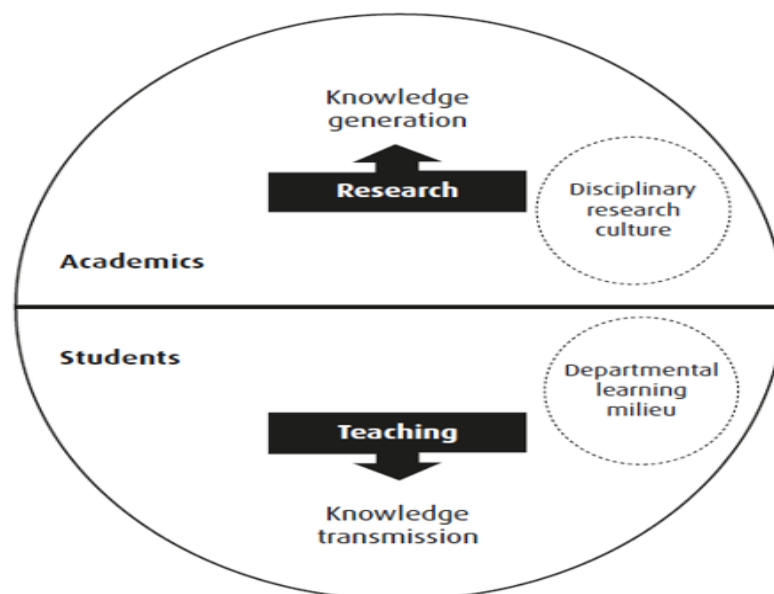 Knowledge
generation
Research
Disciplinary
research
culture
Academics
Students
Departmental
learning
milieu
Teaching
Knowledge
transmission